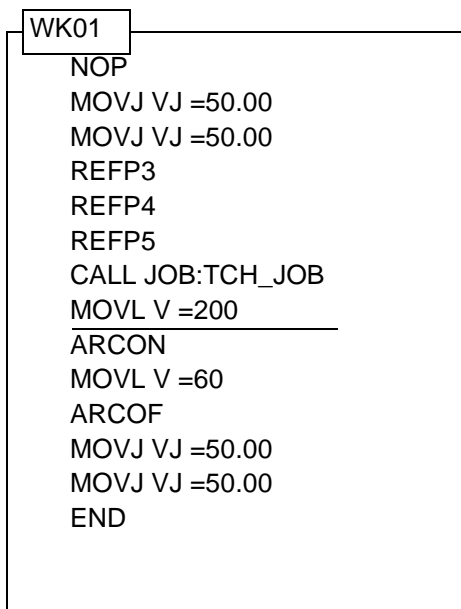 WK01
NOP
MOVJ VJ =50.00
MOVJ VJ =50.00
REFP3
REFP4
REFP5
CALL JOB:TCH_JOB
MOVL V =200
ARCON
MOVL V =60
ARCOF
MOVJ VJ =50.00
MOVJ VJ =50.00
END